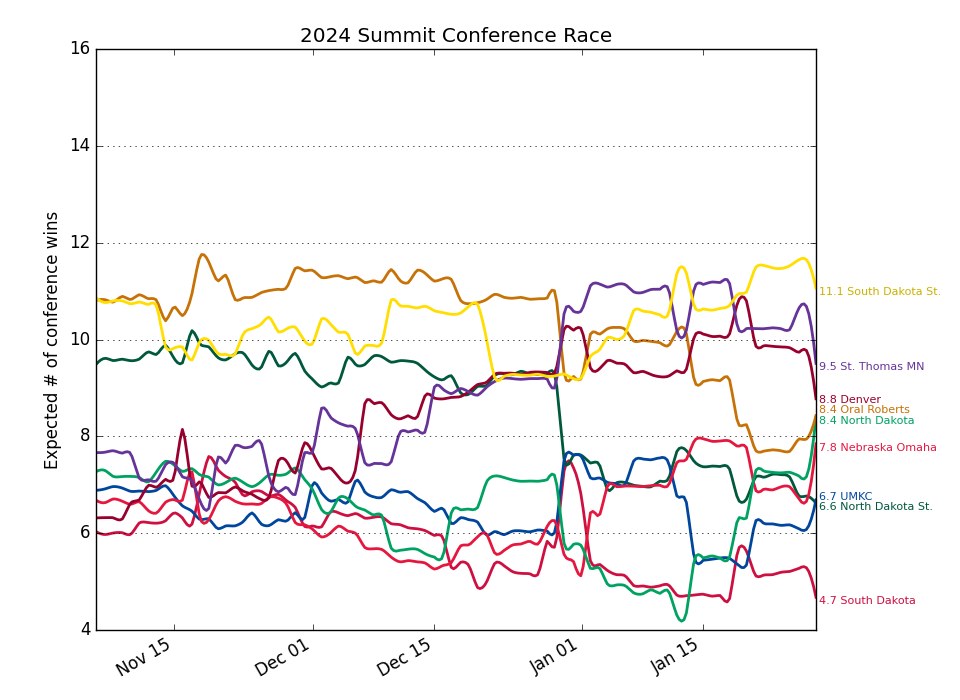 2024 Summit Conference Race
Expected # of conference wins
16
14
12
10
8
6
4
11.1 South Dakota St.
9.5 St. Thomas MN
8.8 Denver
8.4 Oral Roberts
8.4 North Dakota
7.8 Nebraska Omaha
6.7 UMKC
6.6 North Dakota St.
4.7 South Dakota
Nov 15
Dec 01
Dec 15
Jan 01
Jan 15